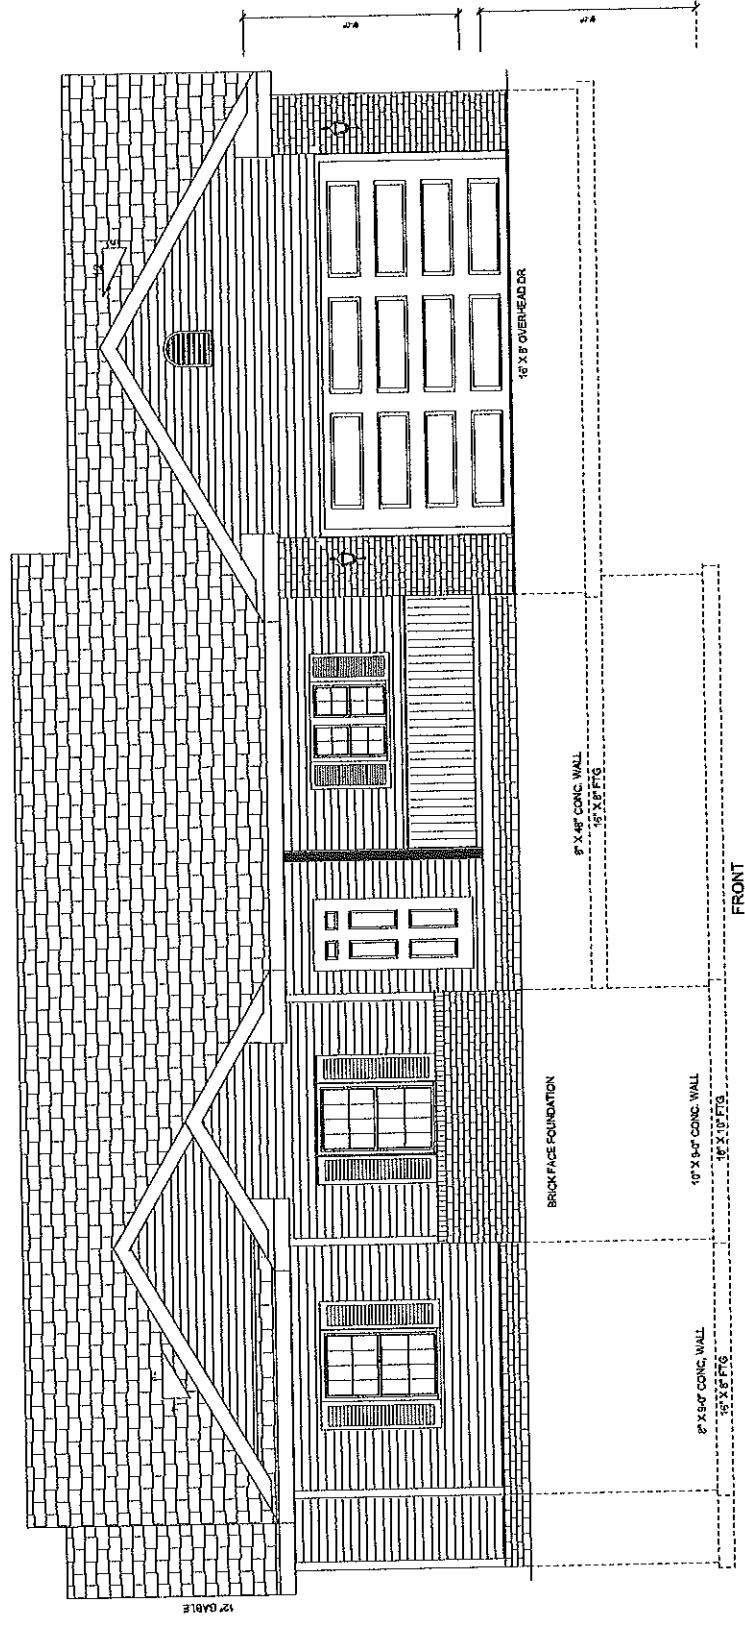 12" GABLE
16' X 8' OVERHEAD DR
BRICK FACE FOUNDATION
8" X 48" CONC. WALL
16" X 8" FTG
8" X 9-0" CONC. WALL
16" X 8" FTG
10" X 9-0" CONC. WALL
16" X 10" FTG
FRONT